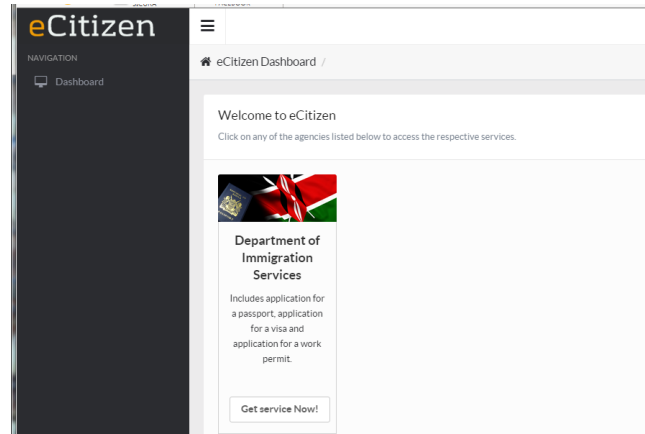 eCitizen
NAVIGATION
Dashboard
eCitizen Dashboard /
Welcome to eCitizen
Click on any of the agencies listed below to access the respective services.
Department of
Immigration
Services
Includes application for
a passport, application
for a visa and
application for a work
permit.
Get service Now!